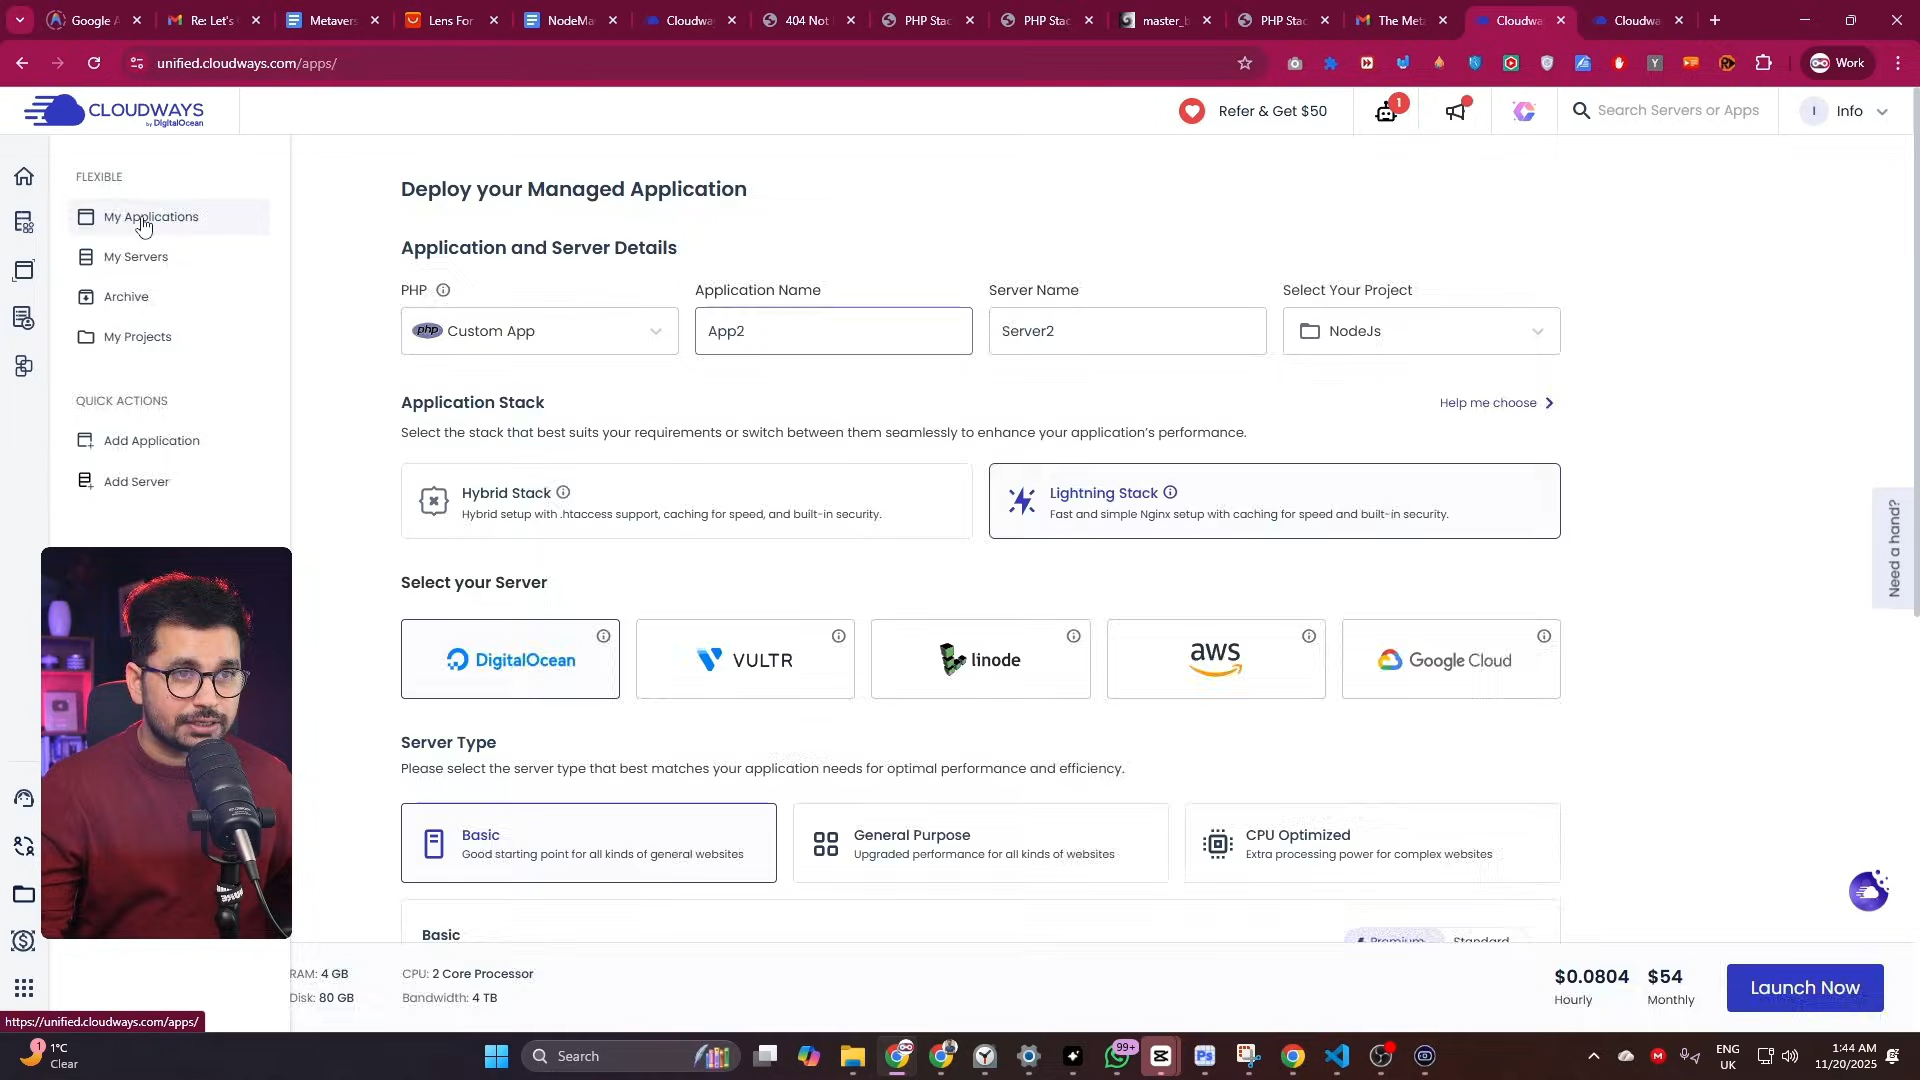 Google A
Re: Let's
Metavers
Lens For
NodeMa
Cloudwa
404 Not
PHP Stac
PHP Stac
master_b
PHP Stac
The Meta
Cloudwa
Cloudwa
unified.cloudways.com/apps/
Work
CLOUDWAYS
by DigitalOcean
Refer & Get $50
1
Search Servers or Apps
I
Info
FLEXIBLE
My Applications
My Servers
Archive
My Projects
QUICK ACTIONS
Add Application
Add Server
Deploy your Managed Application
Application and Server Details
PHP
Application Name
Server Name
Select Your Project
php Custom App
App2
Server2
NodeJs
Application Stack
Help me choose
Select the stack that best suits your requirements or switch between them seamlessly to enhance your application's performance.
Hybrid Stack
Hybrid setup with .htaccess support, caching for speed, and built-in security.
Lightning Stack
Fast and simple Nginx setup with caching for speed and built-in security.
Need a hand?
Select your Server
DigitalOcean
VULTR
linode
aws
Google Cloud
Server Type
Please select the server type that best matches your application needs for optimal performance and efficiency.
Basic
Good starting point for all kinds of general websites
General Purpose
Upgraded performance for all kinds of websites
CPU Optimized
Extra processing power for complex websites
Basic
Premium
Standard
RAM: 4 GB
CPU: 2 Core Processor
Disk: 80 GB
Bandwidth: 4 TB
$0.0804
Hourly
$54
Monthly
Launch Now
https://unified.cloudways.com/apps/
1
1°C
Clear
Search
99+
ENG
UK
1:44 AM
11/20/2025